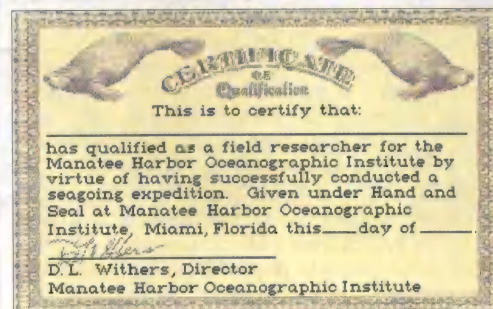 CERTIFICATE
OF
Qualification
This is to certify that:
has qualified as a field researcher for the
Manatee Harbor Oceanographic Institute by
virtue of having successfully conducted a
seagoing expedition. Given under Hand and
Seal at Manatee Harbor Oceanographic
Institute, Miami, Florida this____day of ____.
D.L. Withers, Director
Manatee Harbor Oceanographic Institute